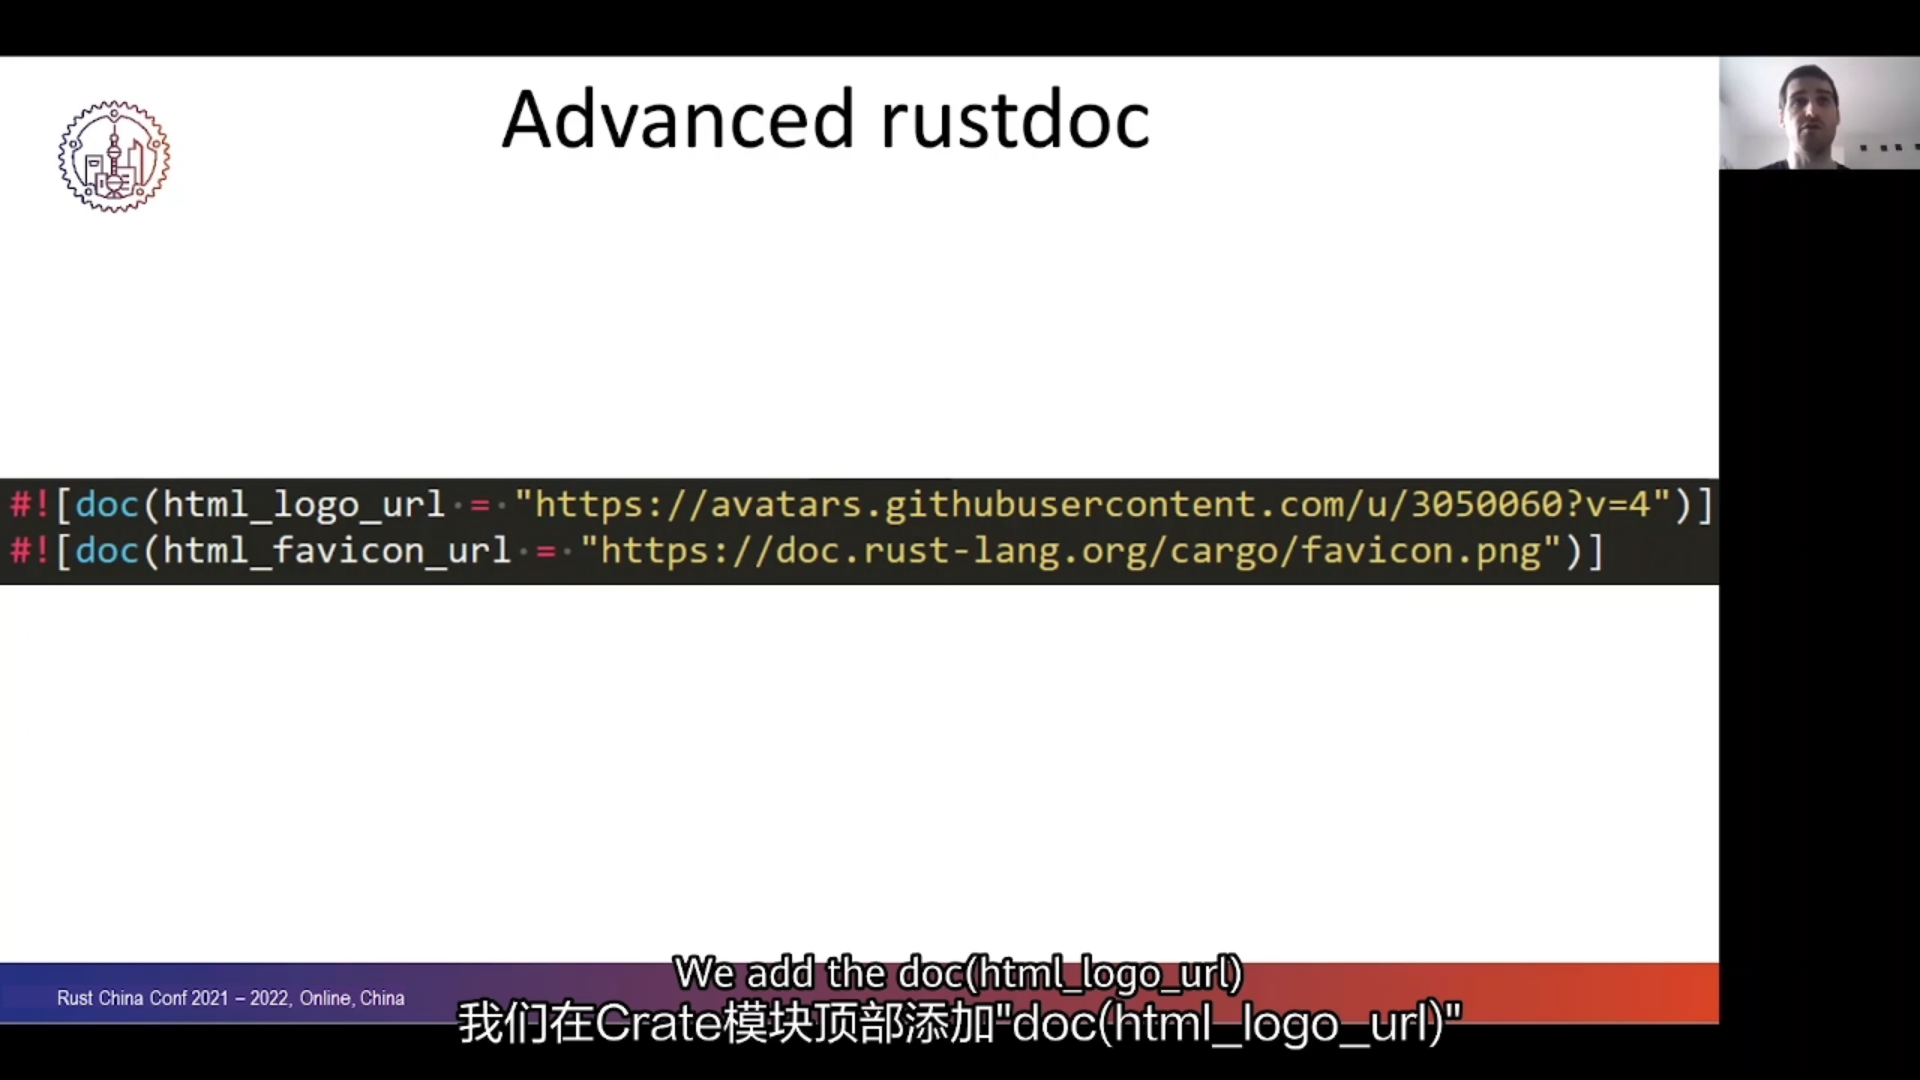 Advanced rustdoc
#![doc(html_logo_url = "https://avatars.githubusercontent.com/u/3050060?v=4")]
#![doc(html_favicon_url = "https://doc.rust-lang.org/cargo/favicon.png")]
We add the doc(html_logo_url)
Rust China Conf 2021 – 2022, Online, China
我们在Crate模块顶部添加"doc(html_logo_url)"